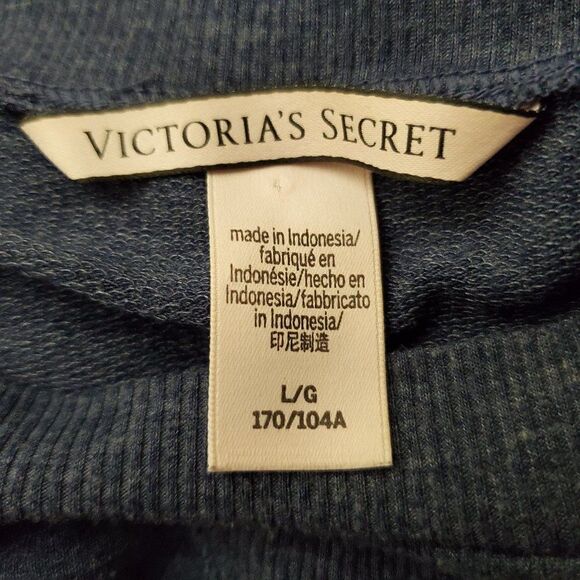 VICTORIA'S SECRET
made in Indonesia/
fabriqué en
Indonésie/hecho en
Indonesia/fabbricato
in Indonesia/
印尼制造
L/G
170/104A